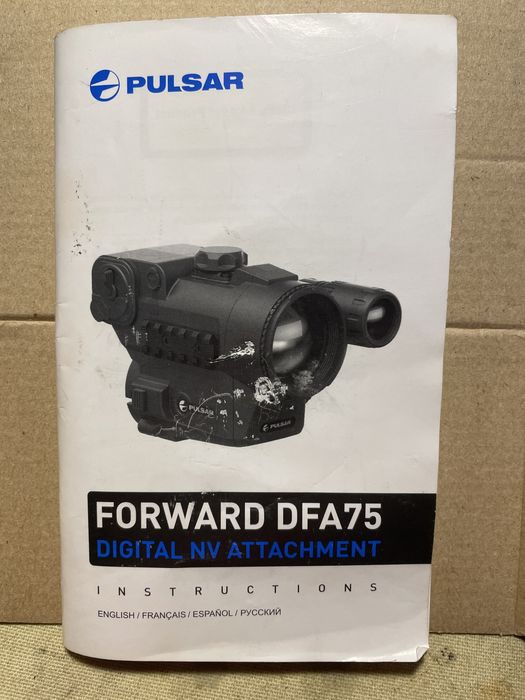 PULSAR
PULSAR
PULSAR
FORWARD DFA75
DIGITAL NV ATTACHMENT
INSTRUCTIONS
ENGLISH / FRANÇAIS / ESPAÑOL / РУССКИЙ